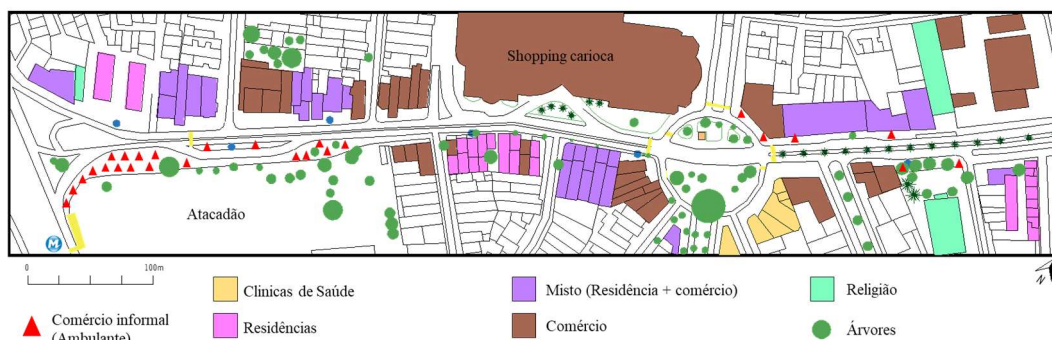 Shopping carioca
Atacadão
M
0 100m
N
Clinicas de Saúde
Misto (Residência + comércio)
Religião
Comércio informal
(Ambulante)
Residências
Comércio
Árvores